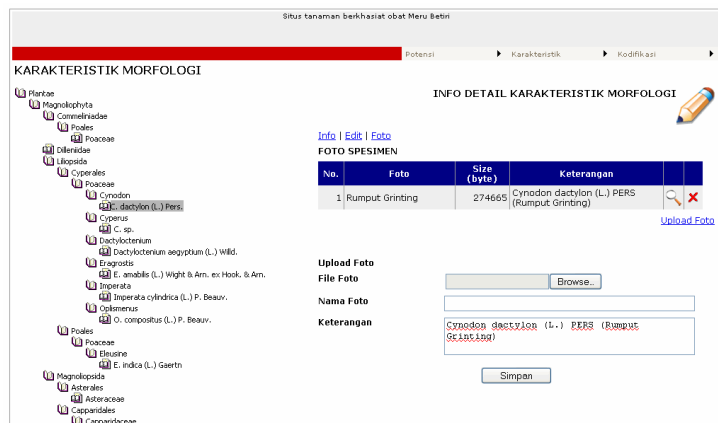 Situs tanaman berkhasiat obat Meru Betiri
Potensi Karakteristik Kodifikasi
KARAKTERISTIK MORFOLOGI
Plantae
Magnoliophyta
Commeliniadae
Poales
Poaceae
Dilleniidae
Liliopsida
Cyperales
Poaceae
Cynodon
C. dactylon (L.) Pers.
Cyperus
C. sp.
Dactyloctenium
Dactyloctenium aegyptium (L.) Willd.
Eragrostis
E. amabilis (L.) Wight & Arn. ex Hook. & Arn.
Imperata
Imperata cylindrica (L.) P. Beauv.
Oplismenus
O. compositus (L.) P. Beauv.
Poales
Poaceae
Eleusine
E. indica (L.) Gaertn
Magnoliopsida
Asterales
Asteraceae
Capparidales
Capparidaceae
INFO DETAIL KARAKTERISTIK MORFOLOGI
Info | Edit | Foto
FOTO SPESIMEN
No. Foto Size (byte) Keterangan
1 Rumput Grinting 274665 Cynodon dactylon (L.) PERS
(Rumput Grinting)
Upload Foto
Upload Foto
File Foto Browse..
Nama Foto
Keterangan Cynodon dactylon (L.) PERS (Rumput
Grinting)
Simpan